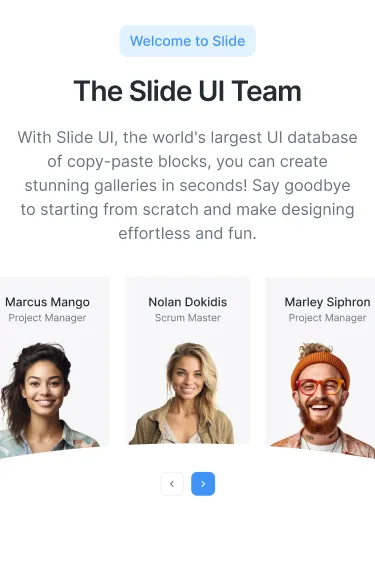 Welcome to Slide
The Slide UI Team
With Slide UI, the world's largest UI database
of copy-paste blocks, you can create
stunning galleries in seconds! Say goodbye
to starting from scratch and make designing
effortless and fun.
Marcus Mango
Project Manager
Nolan Dokidis
Scrum Master
Marley Siphron
Project Manager